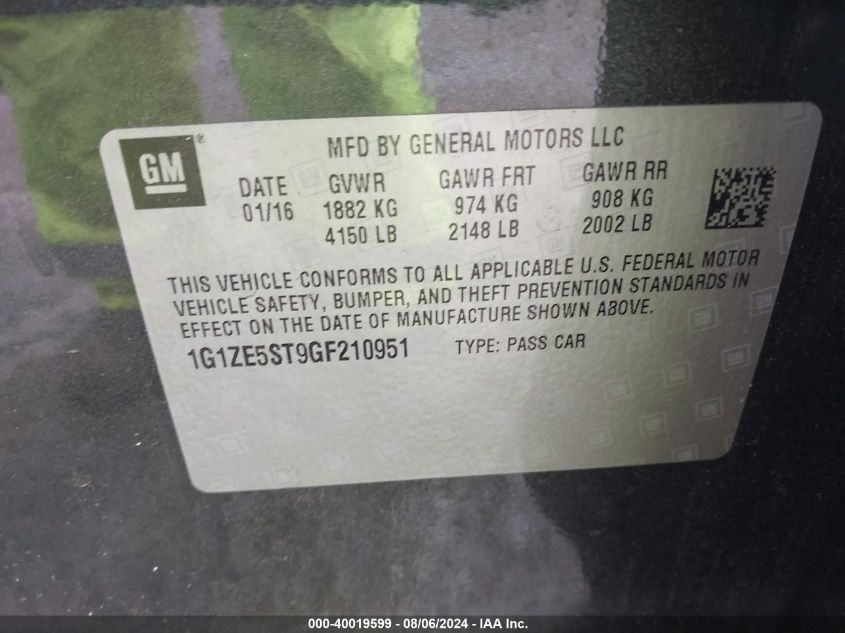 GM ®
MFD BY GENERAL MOTORS LLC
DATE GVWR GAWR FRT GAWR RR
01/16 1882 KG 974 KG 908 KG
4150 LB 2148 LB 2002 LB
THIS VEHICLE CONFORMS TO ALL APPLICABLE U.S. FEDERAL MOTOR
VEHICLE SAFETY, BUMPER, AND THEFT PREVENTION STANDARDS IN
EFFECT ON THE DATE OF MANUFACTURE SHOWN ABOVE.
1G1ZE5ST9GF210951 TYPE: PASS CAR
000-40019599 - 08/06/2024 - IAA Inc.